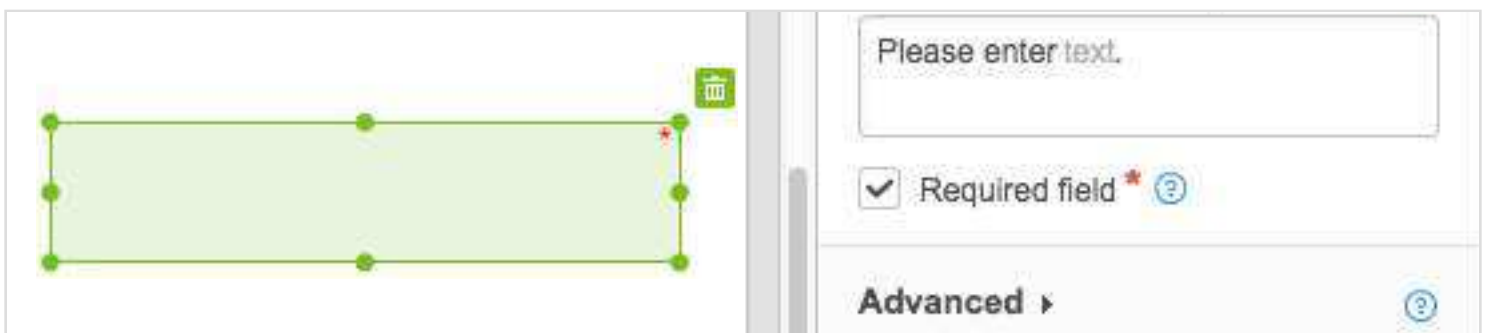 Please enter text.
*
Required field * ?
Advanced ▸ ?